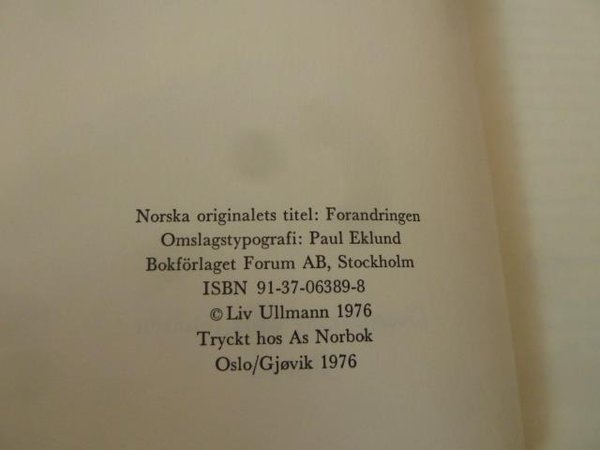 Norska originalets titel: Forandringen
Omslagstypografi: Paul Eklund
Bokförlaget Forum AB, Stockholm
ISBN 91-37-06389-8
© Liv Ullmann 1976
Tryckt hos As Norbok
Oslo/Gjøvik 1976